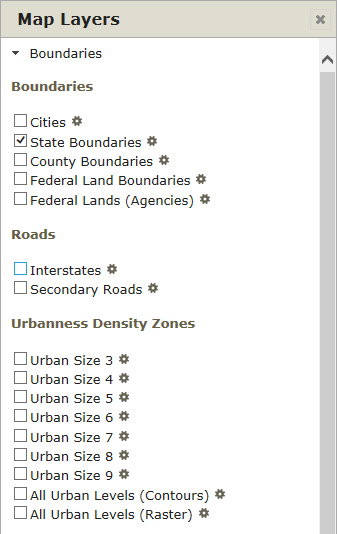 Map Layers
Boundaries
Boundaries
Cities
State Boundaries
County Boundaries
Federal Land Boundaries
Federal Lands (Agencies)
Roads
Interstates
Secondary Roads
Urbanness Density Zones
Urban Size 3
Urban Size 4
Urban Size 5
Urban Size 6
Urban Size 7
Urban Size 8
Urban Size 9
All Urban Levels (Contours)
All Urban Levels (Raster)